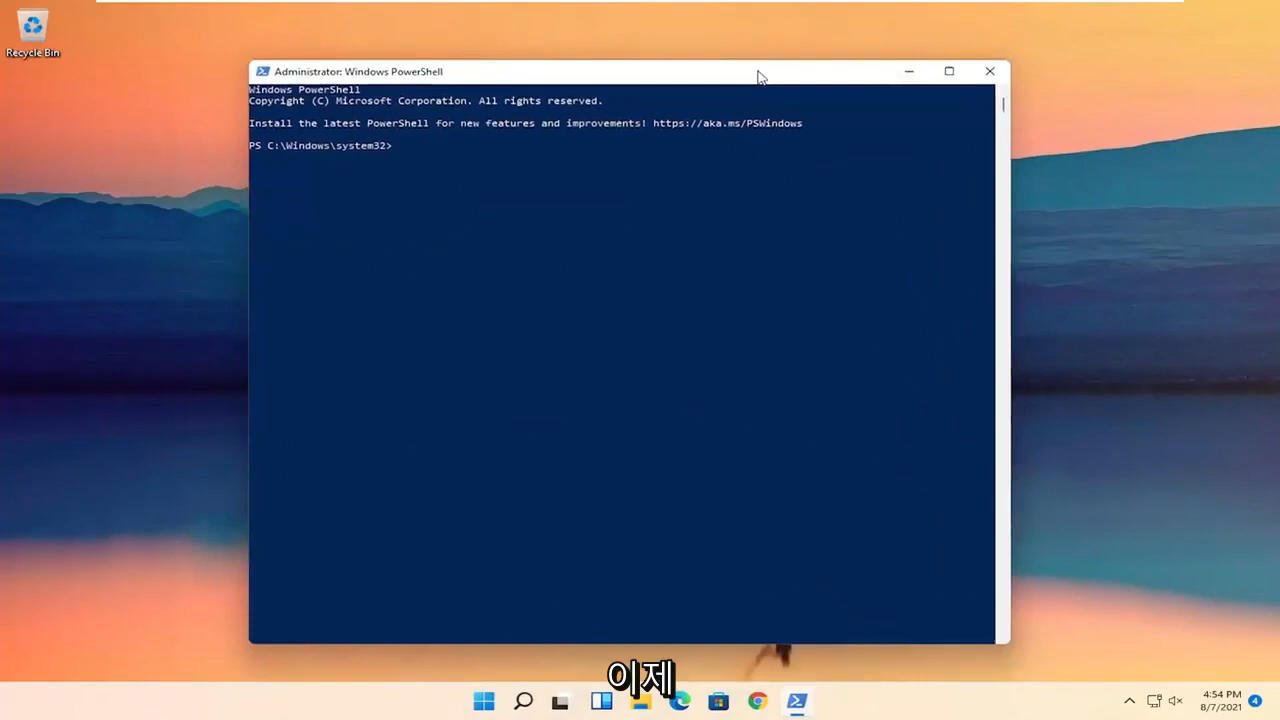 Recycle Bin
Administrator: Windows PowerShell
Windows PowerShell
Copyright (C) Microsoft Corporation. All rights reserved.
Install the latest PowerShell for new features and improvements! https://aka.ms/PSWindows
PS C:\Windows\system32>
이제
4:54 PM
8/7/2021
4